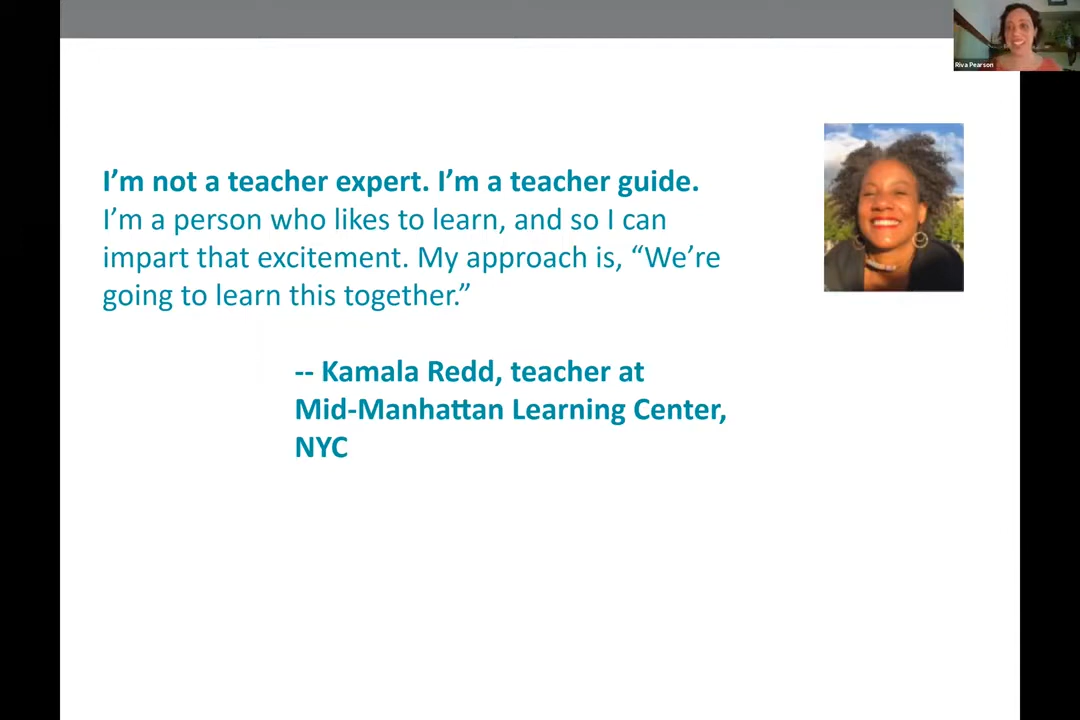 Riva Pearson
I’m not a teacher expert. I’m a teacher guide.
I’m a person who likes to learn, and so I can
impart that excitement. My approach is, “We’re
going to learn this together.”
-- Kamala Redd, teacher at
Mid-Manhattan Learning Center,
NYC